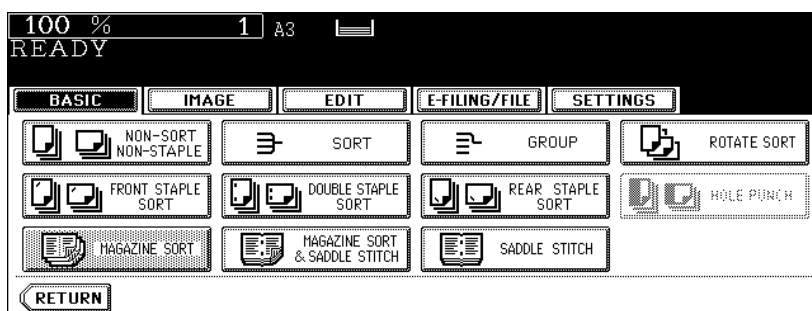 100 % 1 A3
READY
BASIC IMAGE EDIT E-FILING/FILE SETTINGS
NON-SORT
NON-STAPLE
SORT
GROUP
ROTATE SORT
FRONT STAPLE
SORT
DOUBLE STAPLE
SORT
REAR STAPLE
SORT
HOLE PUNCH
MAGAZINE SORT
MAGAZINE SORT
& SADDLE STITCH
SADDLE STITCH
RETURN